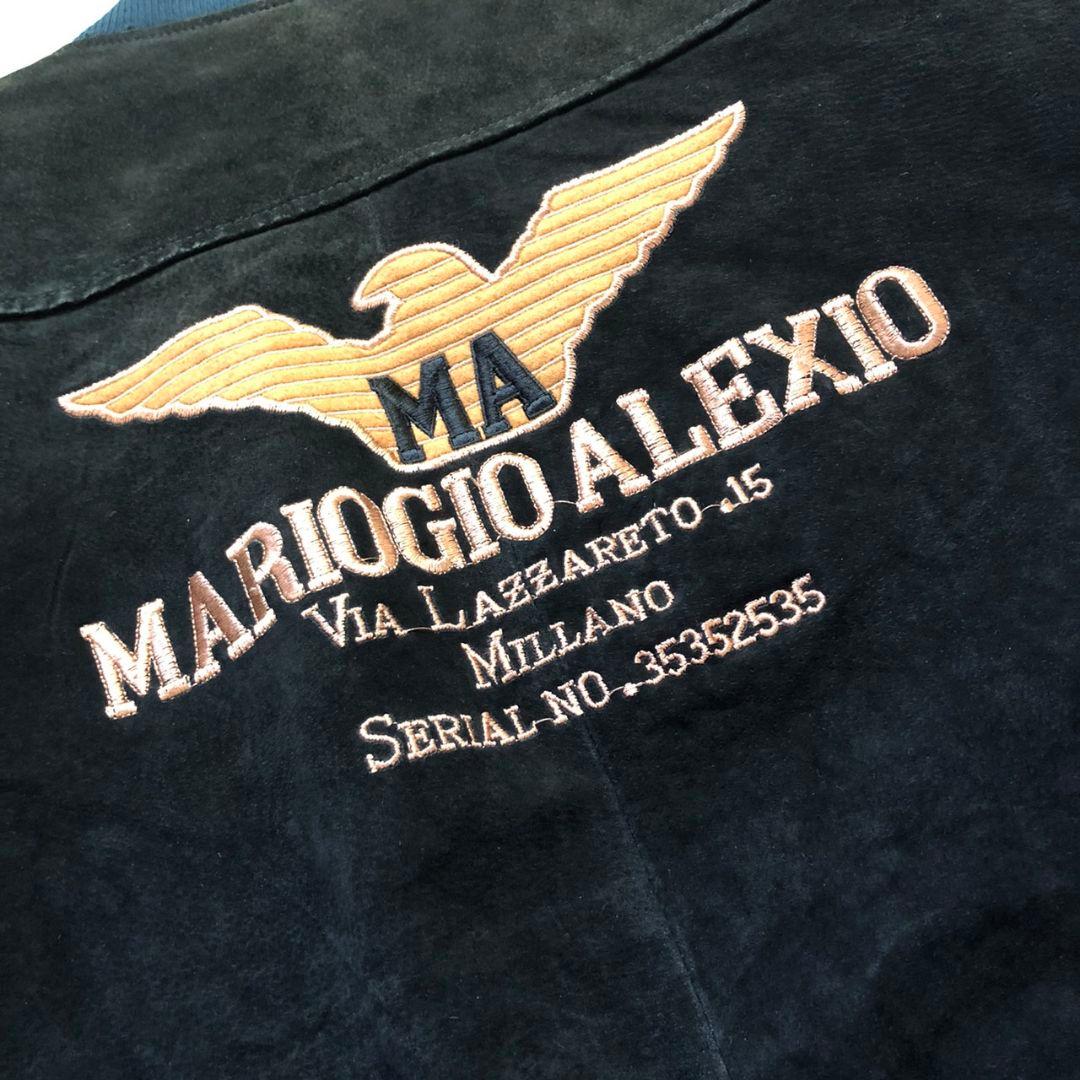 MA
MARIOGIO ALEXIO
VIA LAZZARETO .15
MILLANO
SERIAL NO .35352535